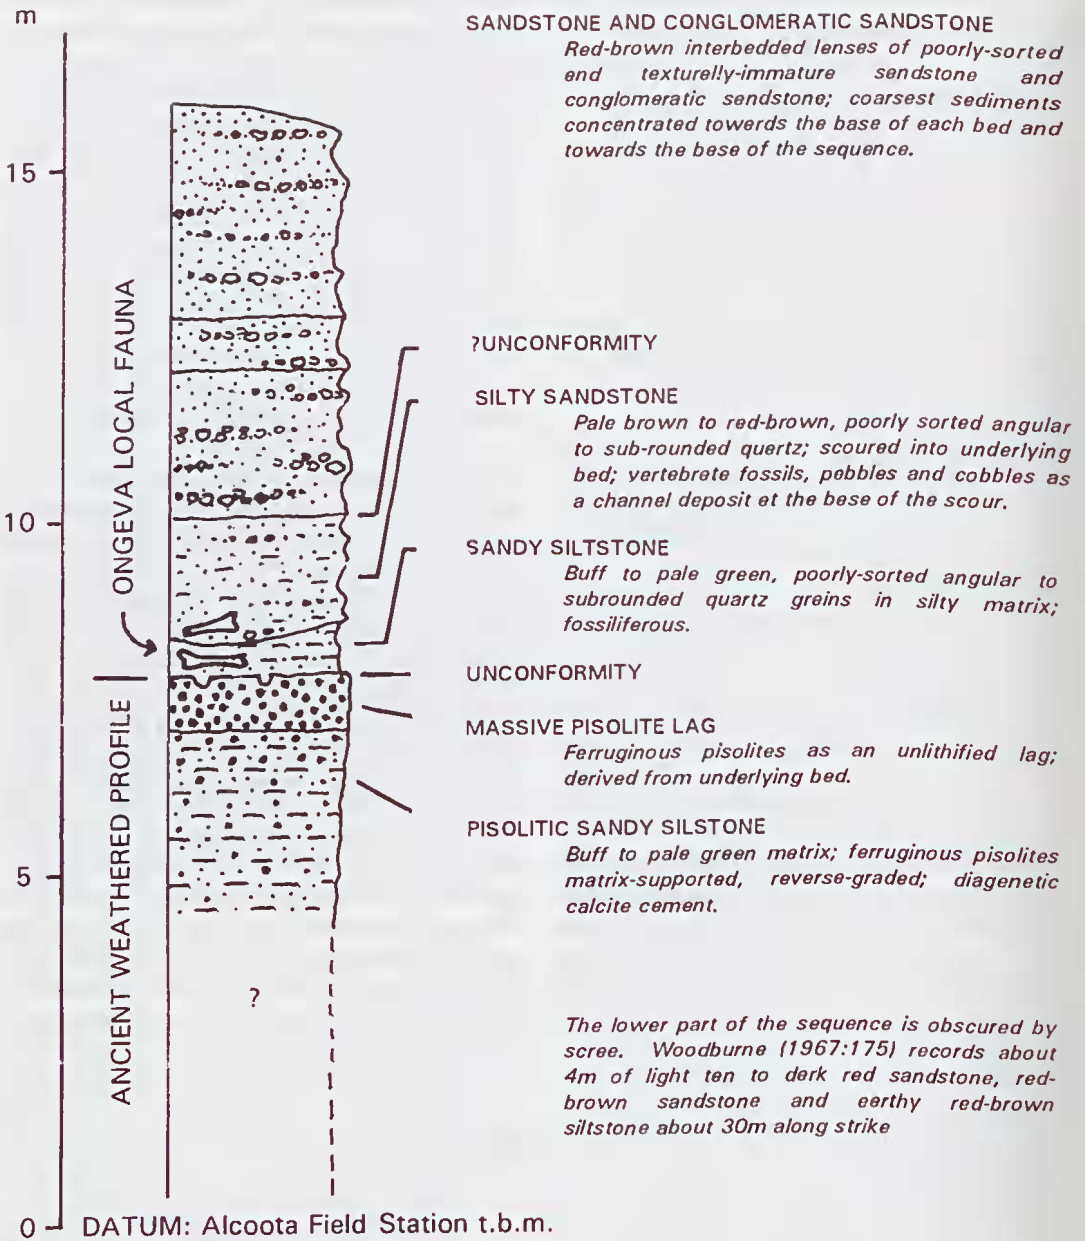 m
15
10
5
0
ONGEVA LOCAL FAUNA
ANCIENT WEATHERED PROFILE
?
DATUM: Alcoota Field Station t.b.m.
SANDSTONE AND CONGLOMERATIC SANDSTONE
Red-brown interbedded lenses of poorly-sorted
end texturelly-immature sendstone and
conglomeratic sandstone; coarsest sediments
concentrated towards the base of each bed and
towards the bese of the sequence.
?UNCONFORMITY
SILTY SANDSTONE
Pale brown to red-brown, poorly sorted angular
to sub-rounded quertz; scoured into underlying
bed; vertebrete fossils, pebbles and cobbles as
a channel deposit et the bese of the scour.
SANDY SILTSTONE
Buff to pale green, poorly-sorted angular to
subrounded quartz greins in silty matrix;
fossiliferous.
UNCONFORMITY
MASSIVE PISOLITE LAG
Ferruginous pisolites as an unlithified lag;
derived from underlying bed.
PISOLITIC SANDY SILSTONE
Buff to pale green metrix; ferruginous pisolites
matrix-supported, reverse-graded; diagenetic
calcite cement.
The lower part of the sequence is obscured by
scree. Woodburne (1967:175) records about
4m of light ten to derk red sandstone, red-
brown sandstone and eerthy red-brown
siltstone about 30m along strike